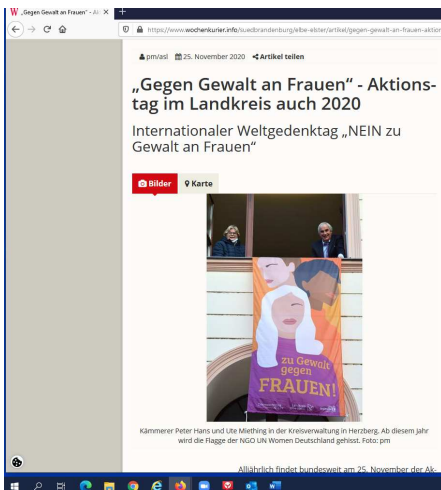 „Gegen Gewalt an Frauen“ - Ak
https://www.wochenkurier.info/suedbrandenburg/elbe-elster/artikel/gegen-gewalt-an-frauen-aktion
pm/asl 25. November 2020 Artikel teilen
„Gegen Gewalt an Frauen“ - Aktions-
tag im Landkreis auch 2020
Internationaler Weltgedenktag „NEIN zu
Gewalt an Frauen“
Bilder Karte
zu Gewalt
gegen
FRAUEN!
Kämmerer Peter Hans und Ute Miething in der Kreisverwaltung in Herzberg. Ab diesem Jahr
wird die Flagge der NGO UN Women Deutschland gehisst. Foto: pm
Alljährlich findet bundesweit am 25. November der Ak-